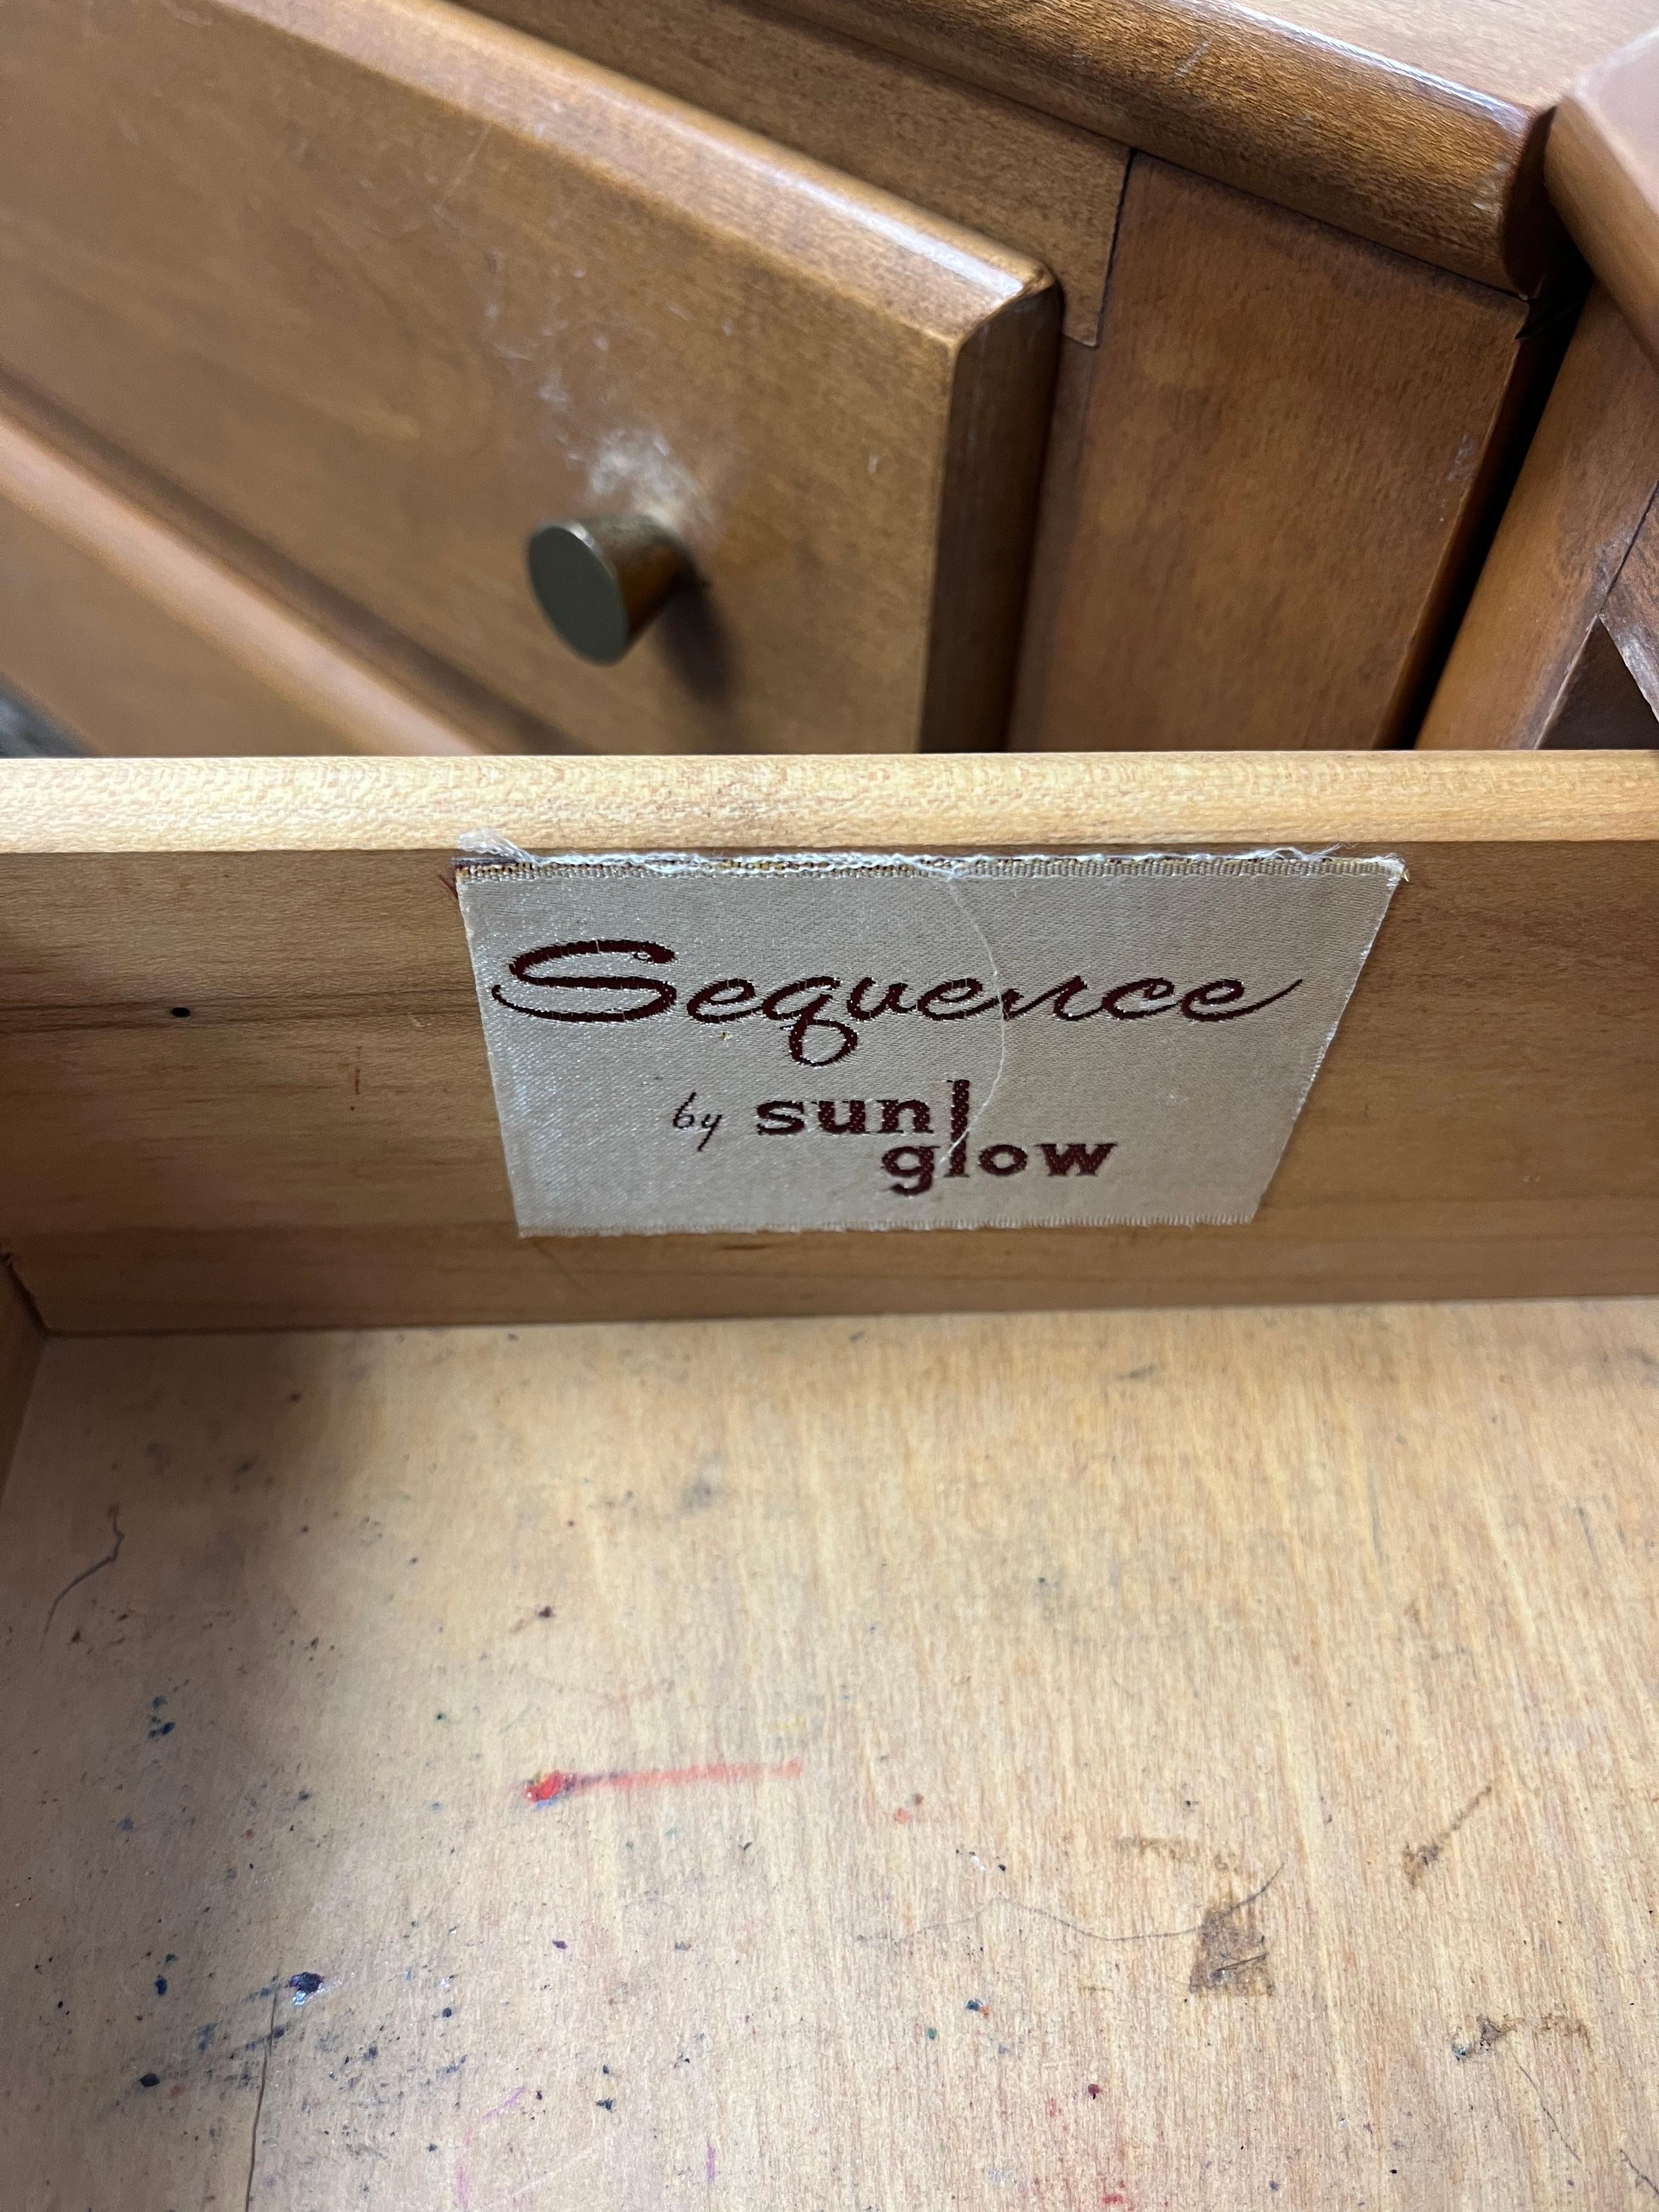 Sequence
by sun
glow